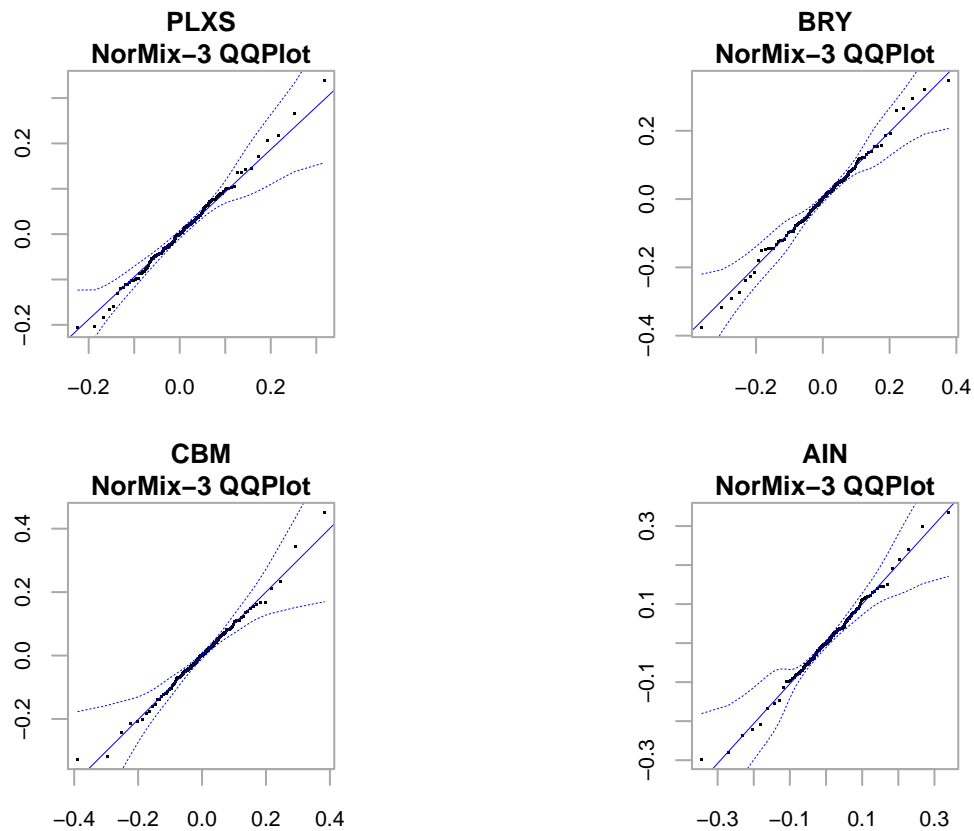 PLXS
NorMix−3 QQPlot
0.2
0.0
−0.2
−0.2 0.0 0.2
BRY
NorMix−3 QQPlot
0.2
0.0
−0.2
−0.4
−0.2 0.0 0.2 0.4
CBM
NorMix−3 QQPlot
0.4
0.2
0.0
−0.2
−0.4 −0.2 0.0 0.2 0.4
AIN
NorMix−3 QQPlot
0.3
0.1
−0.1
−0.3
−0.3 −0.1 0.1 0.3